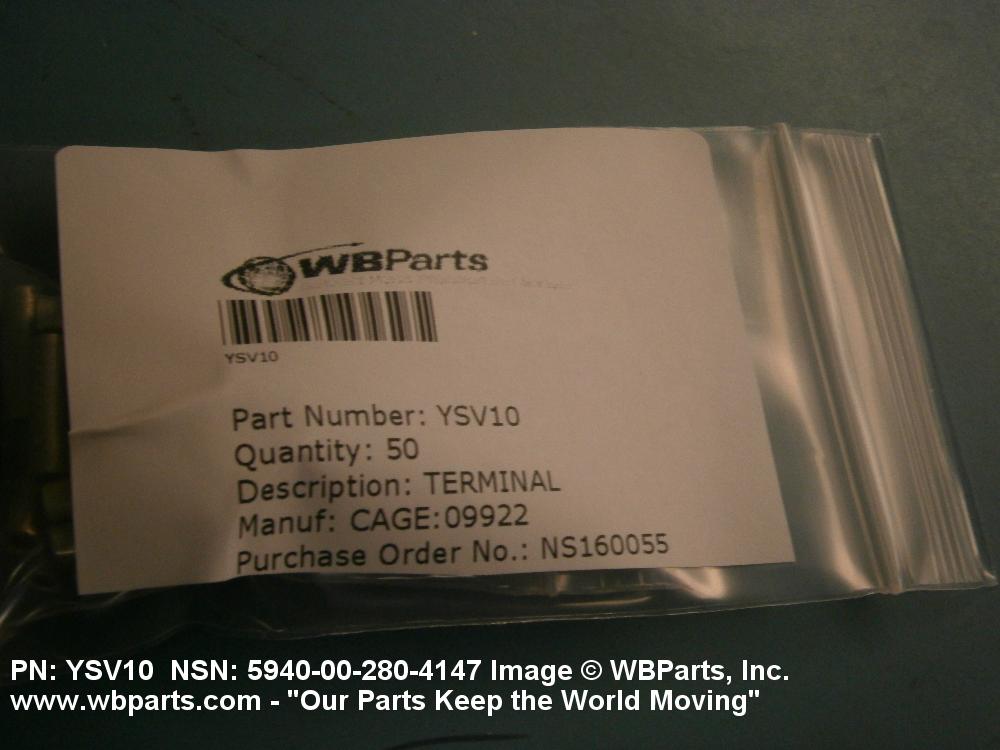 WBParts
YSV10
Part Number: YSV10
Quantity: 50
Description: TERMINAL
Manuf: CAGE:09922
Purchase Order No.: NS160055
PN: YSV10  NSN: 5940-00-280-4147 Image © WBParts, Inc.
www.wbparts.com - "Our Parts Keep the World Moving"